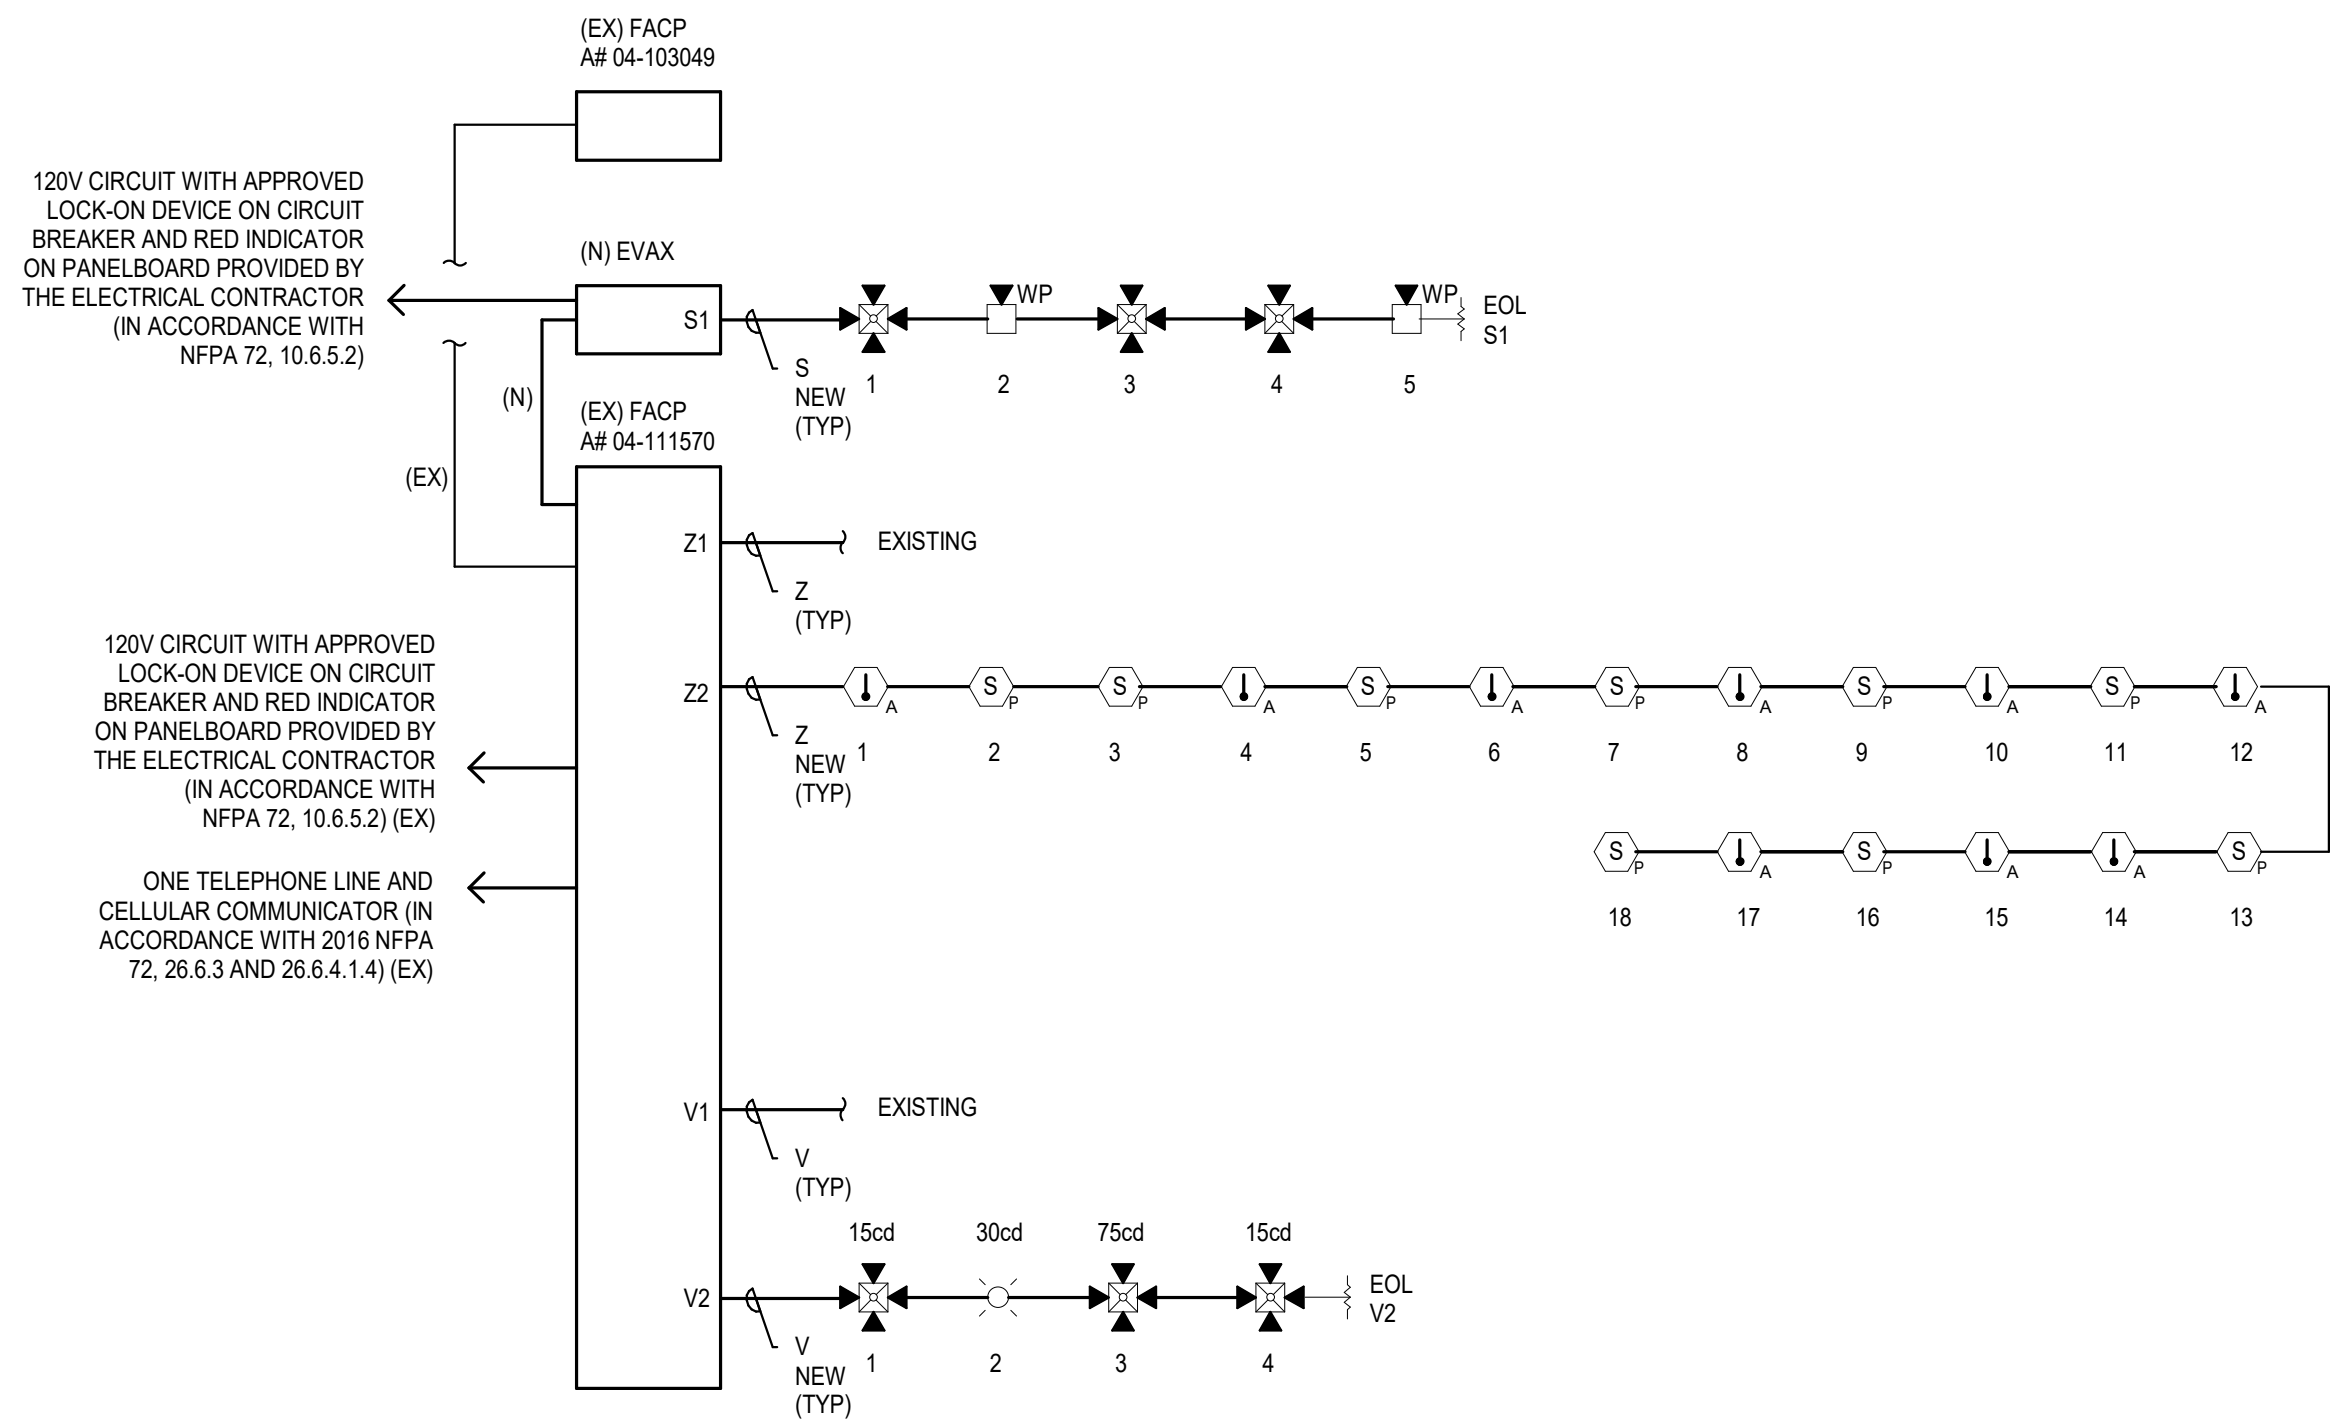 (EX) FACP
A# 04-103049
120V CIRCUIT WITH APPROVED
LOCK-ON DEVICE ON CIRCUIT
BREAKER AND RED INDICATOR
ON PANELBOARD PROVIDED BY
THE ELECTRICAL CONTRACTOR
(IN ACCORDANCE WITH
NFPA 72, 10.6.5.2)
(N) EVAX
S1
WP
WP
EOL
S1
S
NEW
(TYP)
1 2 3 4 5
(N)
(EX)
(EX) FACP
A# 04-111570
Z1
EXISTING
Z
(TYP)
120V CIRCUIT WITH APPROVED
LOCK-ON DEVICE ON CIRCUIT
BREAKER AND RED INDICATOR
ON PANELBOARD PROVIDED BY
THE ELECTRICAL CONTRACTOR
(IN ACCORDANCE WITH
NFPA 72, 10.6.5.2) (EX)
Z2
A S P S P A S P A S P A S P A S P A
Z
NEW
(TYP)
1 2 3 4 5 6 7 8 9 10 11 12
S P A S P A A S P
18 17 16 15 14 13
ONE TELEPHONE LINE AND
CELLULAR COMMUNICATOR (IN
ACCORDANCE WITH 2016 NFPA
72, 26.6.3 AND 26.6.4.1.4) (EX)
V1
EXISTING
V
(TYP)
15cd 30cd 75cd 15cd
V2
EOL
V2
V
NEW
(TYP)
1 2 3 4